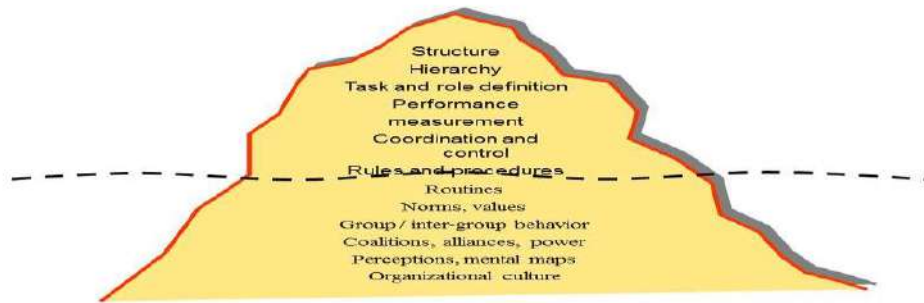 Structure
Hierarchy
Task and role definition
Performance
measurement
Coordination and
control
Rules and procedures
Routines
Norms, values
Group / inter-group behavior
Coalitions, alliances, power
Perceptions, mental maps
Organizational culture